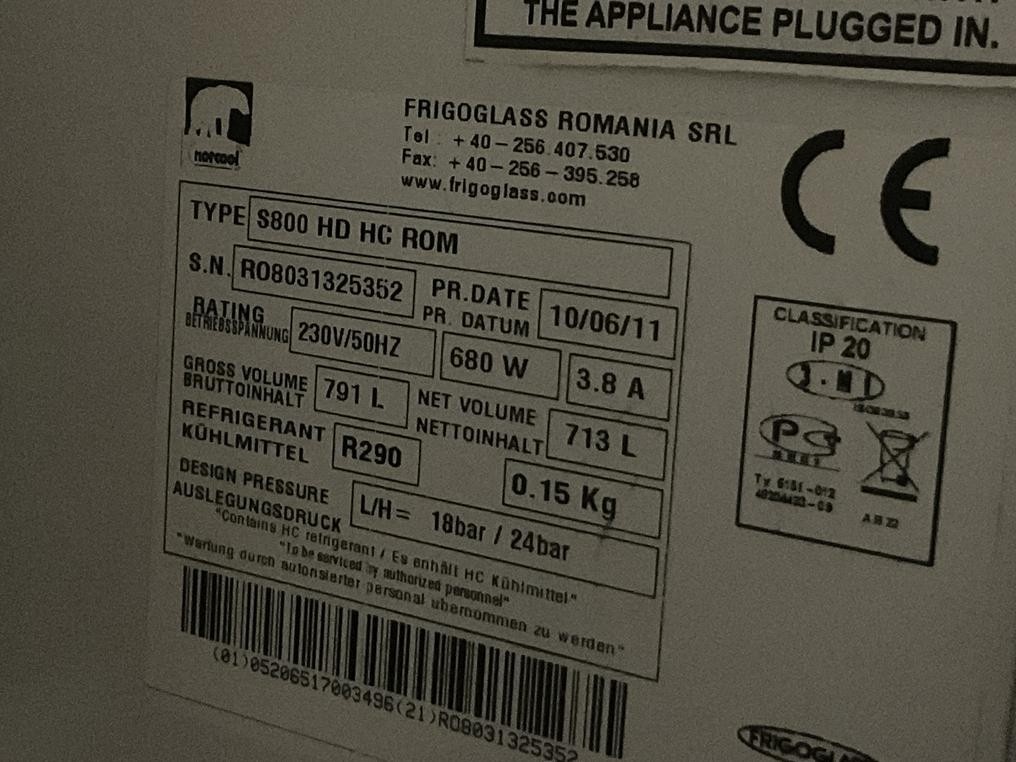 THE APPLIANCE PLUGGED IN.
norcool
FRIGOGLASS ROMANIA SRL
Tel : +40-256.407.530
Fax: +40-256-395.258
www.frigoglass.com
CE
TYPE S800 HD HC ROM
S.N. RO8031325352 PR.DATE 10/06/11
PR. DATUM
RATING 230V/50HZ 680 W 3.8 A
BETRIEBSSPANNUNG
GROSS VOLUME 791 L NET VOLUME 713 L
BRUTTOINHALT NETTOINHALT
REFRIGERANT R290 0.15 Kg
KÜHLMITTEL
DESIGN PRESSURE L/H= 18bar / 24bar
AUSLEGUNGSDRUCK
"Contains HC refrigerant / Es enhält HC Kühlmittel"
"To be serviced by authorized personnel"
"Wartung durch autorisierter personal ubernommen zu werden"
(01)05206517003496(21)RO8031325352
CLASSIFICATION
IP 20
FRIGOGLASS